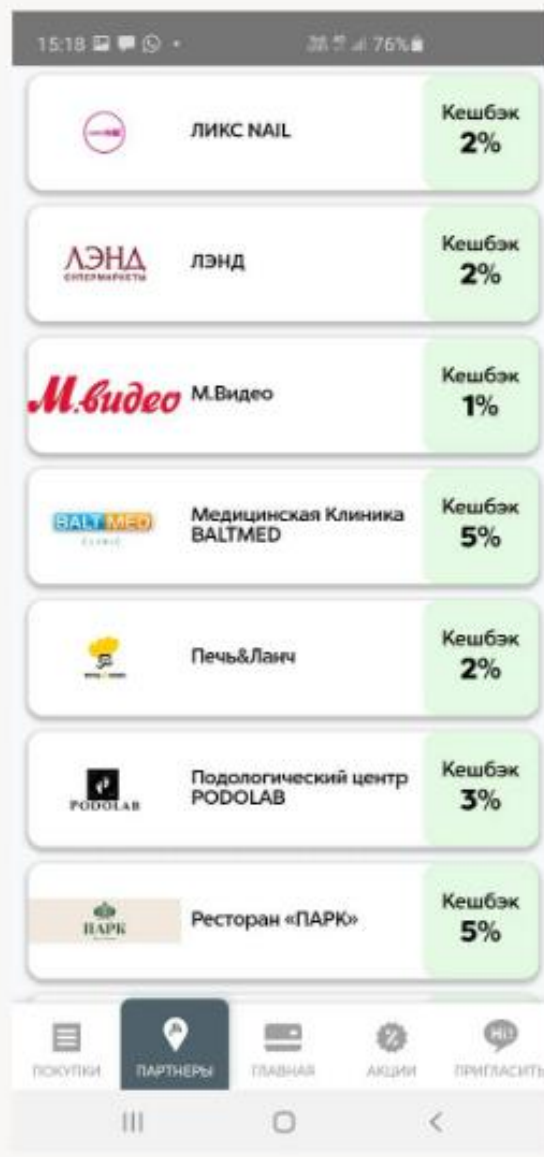 15:18
76%
ЛИКС NAIL
Кешбэк
2%
ЛЭНД
СУПЕРМАРКЕТЫ
ЛЭНД
Кешбэк
2%
М.видео
М.Видео
Кешбэк
1%
BALTMED
CLINIC
Медицинская Клиника
BALTMED
Кешбэк
5%
Печь&Ланч
Кешбэк
2%
PODOLAB
Подологический центр
PODOLAB
Кешбэк
3%
ПАРК
Ресторан «ПАРК»
Кешбэк
5%
ПОКУПКИ
ПАРТНЕРЫ
ГЛАВНАЯ
АКЦИИ
Hi!
ПРИГЛАСИТЬ